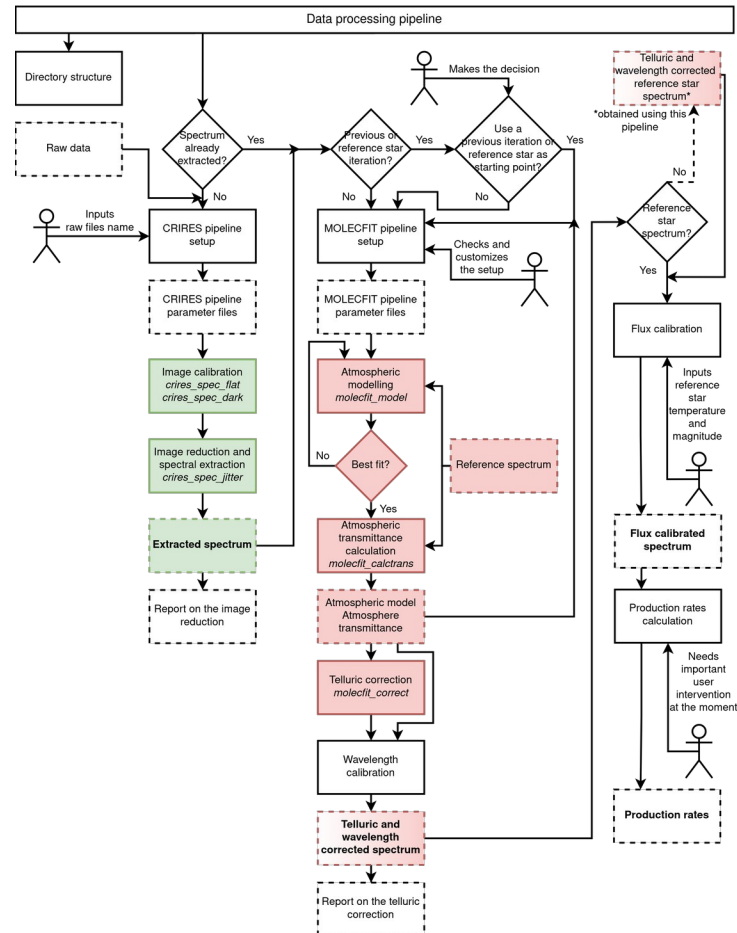 Data processing pipeline
Directory structure
Raw data
Spectrum
already
extracted?
Yes
No
Inputs
raw files name
CRIRES pipeline
setup
CRIRES pipeline
parameter files
Image calibration
crires_spec_flat
crires_spec_dark
Image reduction and
spectral extraction
crires_spec_jitter
Extracted spectrum
Report on the image
reduction
Makes the decision
Previous or
reference star
iteration?
Yes
No
Use a
previous iteration or
reference star as
starting point?
Yes
No
MOLECFIT pipeline
setup
Checks and
customizes
the setup
MOLECFIT pipeline
parameter files
Atmospheric
modelling
molecfit_model
No
Best fit?
Yes
Reference spectrum
Atmospheric
transmittance
calculation
molecfit_calctrans
Atmospheric model
Atmosphere
transmittance
Telluric correction
molecfit_correct
Wavelength
calibration
Telluric and
wavelength
corrected spectrum
Report on the telluric
correction
Telluric and
wavelength corrected
reference star
spectrum*
*obtained using this
pipeline
No
Reference
star
spectrum?
Yes
Flux calibration
Inputs
reference
star
temperature
and
magnitude
Flux calibrated
spectrum
Production rates
calculation
Needs
important
user
intervention
at the moment
Production rates